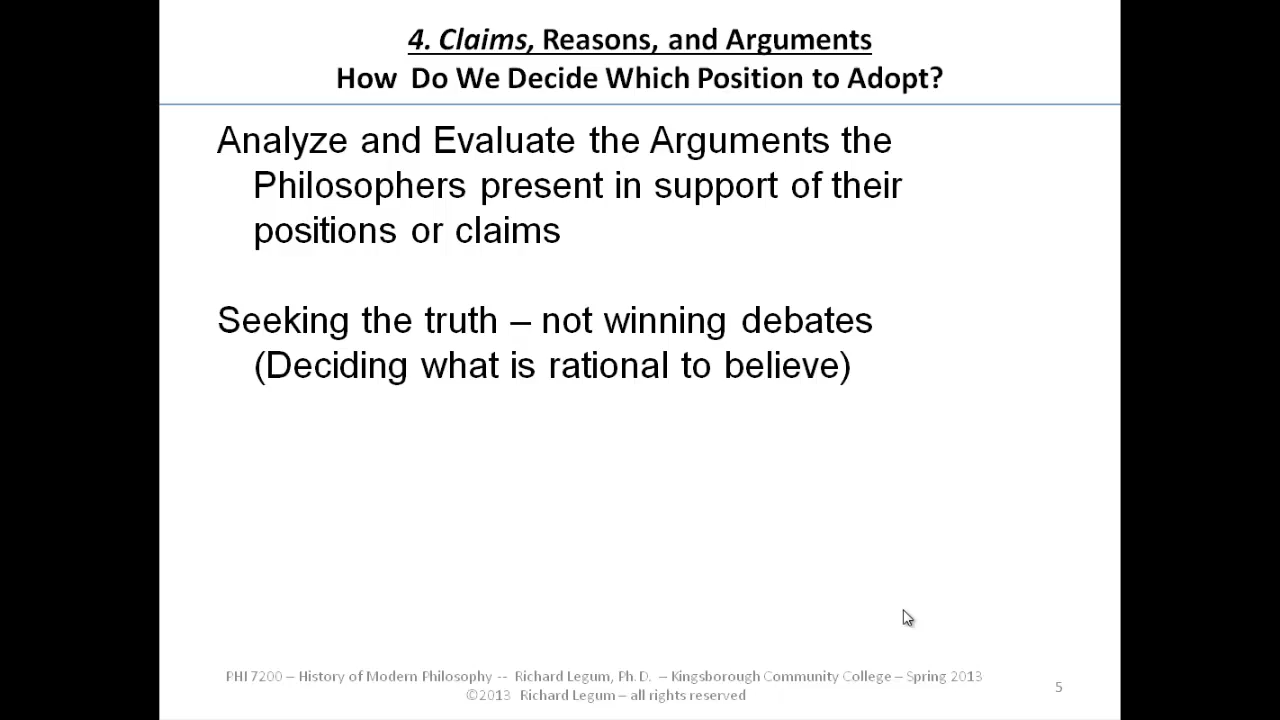 4. Claims, Reasons, and Arguments
How Do We Decide Which Position to Adopt?
Analyze and Evaluate the Arguments the
Philosophers present in support of their
positions or claims
Seeking the truth – not winning debates
(Deciding what is rational to believe)
PHI 7200 – History of Modern Philosophy -- Richard Legum, Ph.D. – Kingsborough Community College – Spring 2013
©2013 Richard Legum – all rights reserved
5